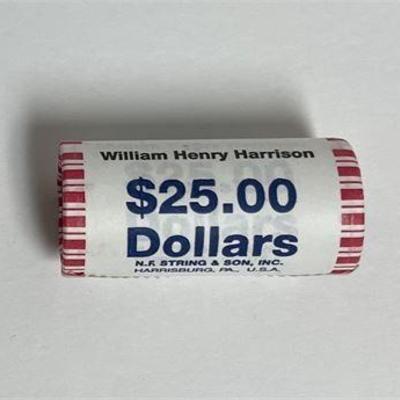 William Henry Harrison
$25.00
Dollars
N.F. STRING & SON, INC.
HARRISBURG, PA., U.S.A.